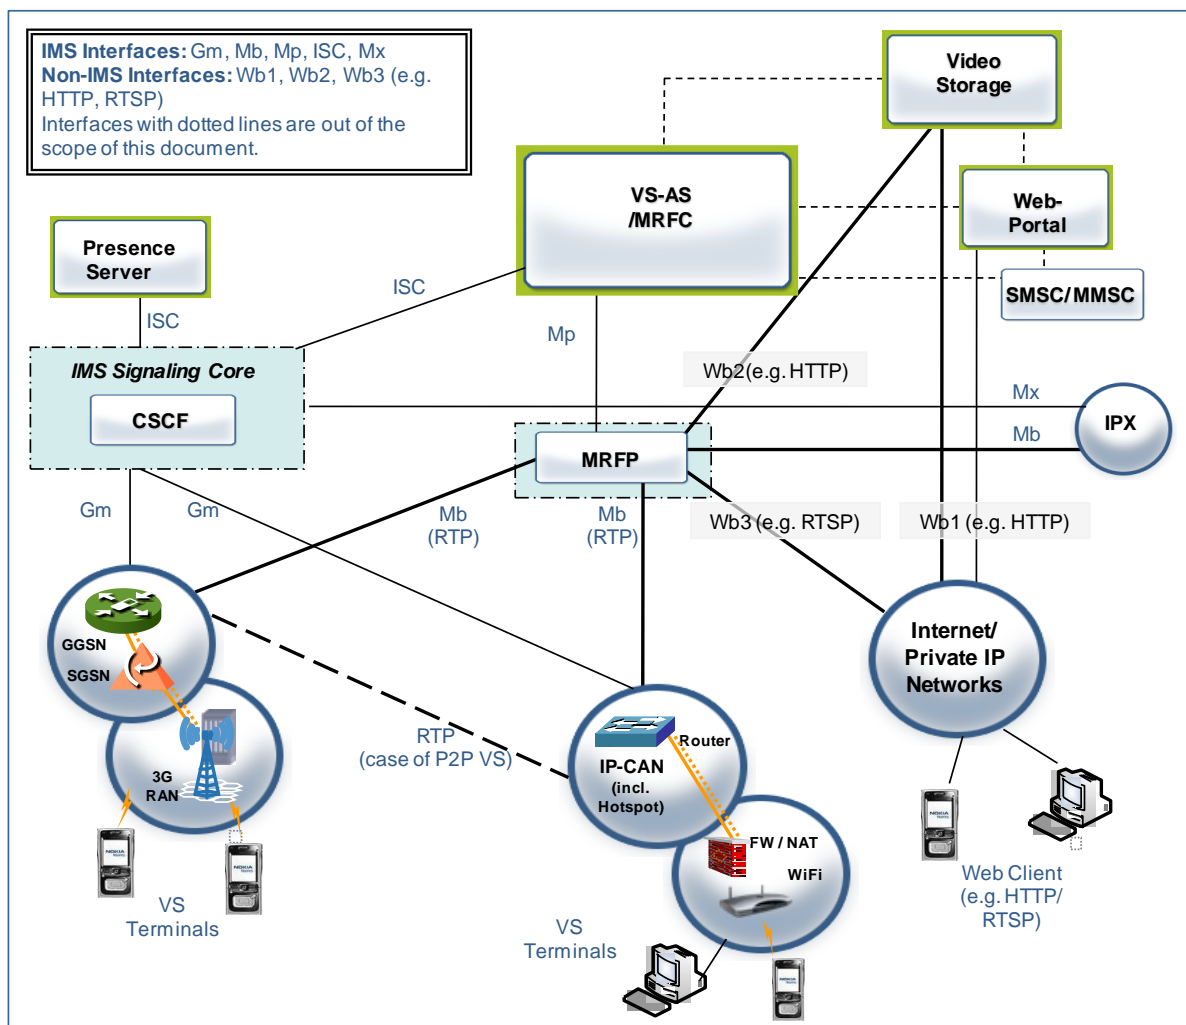 IMS Interfaces: Gm, Mb, Mp, ISC, Mx
Non-IMS Interfaces: Wb1, Wb2, Wb3 (e.g.
HTTP, RTSP)
Interfaces with dotted lines are out of the
scope of this document.
Video
Storage
VS-AS
/MRFC
Web-
Portal
Presence
Server
SMSC/MMSC
ISC
ISC
Mp
IMS Signaling Core
CSCF
Wb2(e.g. HTTP)
Mx
IPX
Mb
MRFP
Gm
Gm
Mb
(RTP)
Mb
(RTP)
Wb3 (e.g. RTSP)
Wb1 (e.g. HTTP)
GGSN
SGSN
Internet/
Private IP
Networks
3G
RAN
RTP
(case of P2P VS)
Router
IP-CAN
(incl.
Hotspot)
FW / NAT
WiFi
NOKIA
NOKIA
NOKIA
NOKIA
VS
Terminals
VS
Terminals
Web Client
(e.g. HTTP/
RTSP)